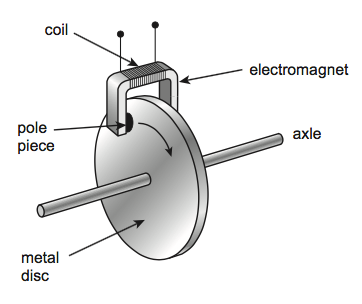 coil
electromagnet
pole
piece
axle
metal
disc